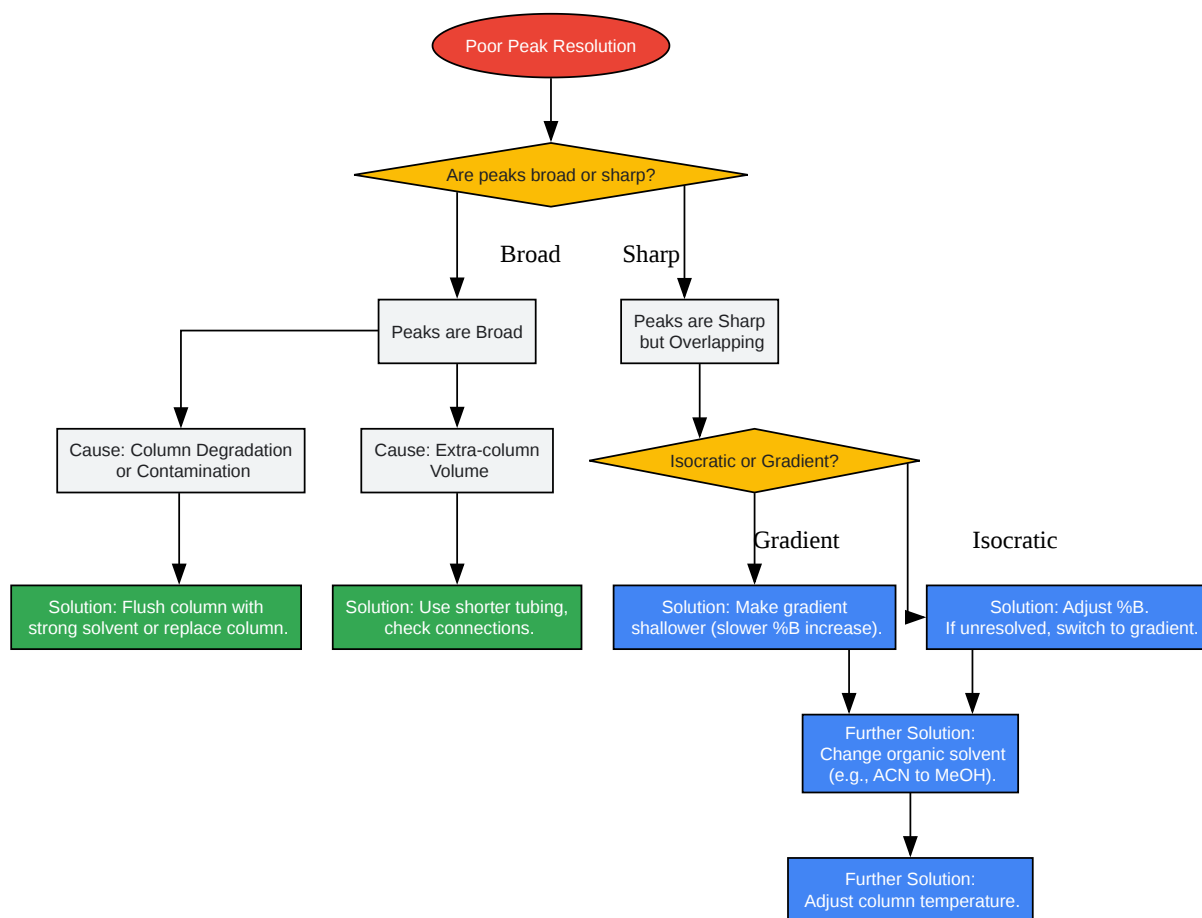 Poor Peak Resolution
Are peaks broad or sharp?
Broad
Sharp
Peaks are Broad
Peaks are Sharp
but Overlapping
Cause: Column Degradation
or Contamination
Cause: Extra-column
Volume
Isocratic or Gradient?
Gradient
Isocratic
Solution: Flush column with
strong solvent or replace column.
Solution: Use shorter tubing,
check connections.
Solution: Make gradient
shallower (slower %B increase).
Solution: Adjust %B.
If unresolved, switch to gradient.
Further Solution:
Change organic solvent
(e.g., ACN to MeOH).
Further Solution:
Adjust column temperature.